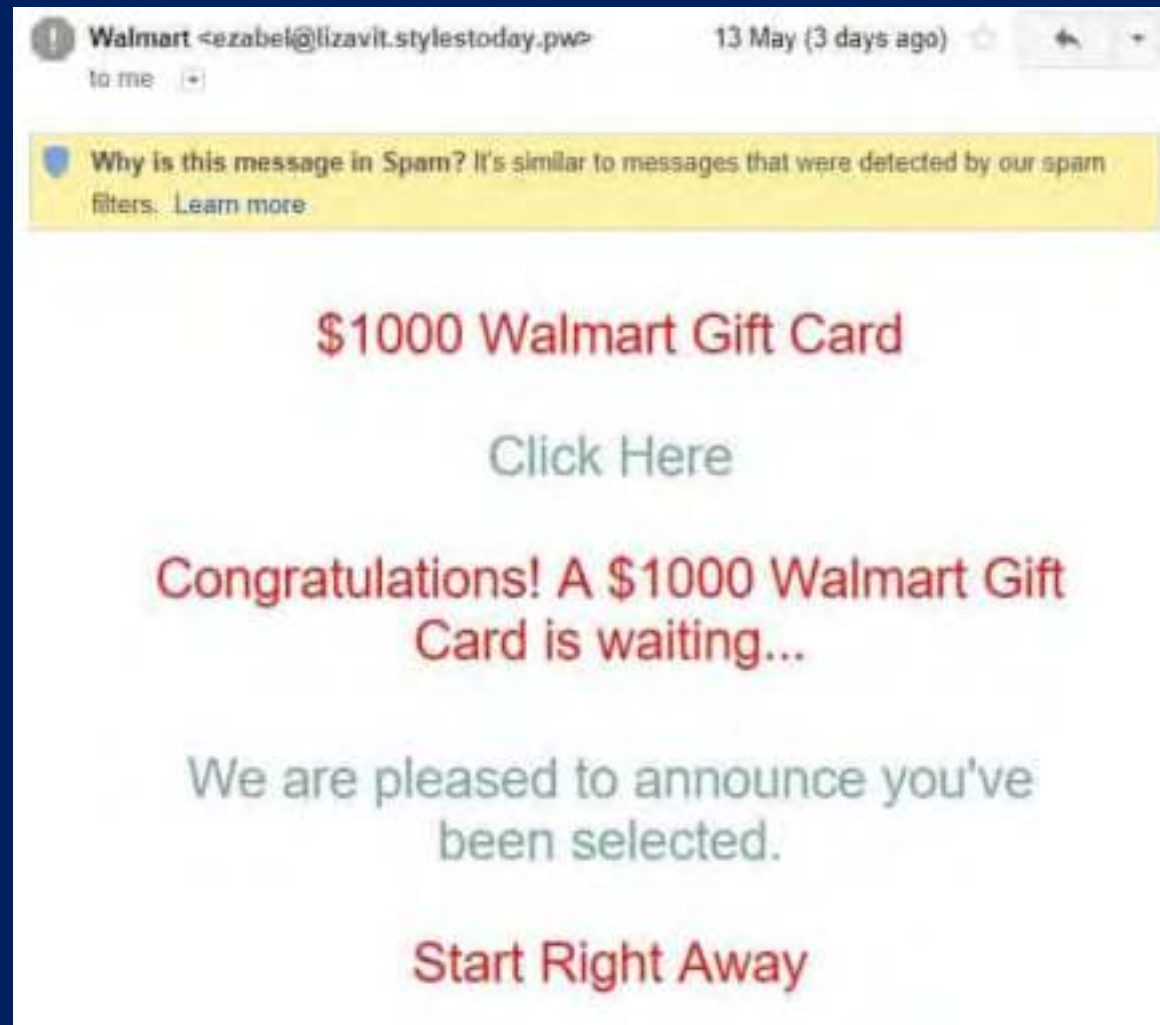 Walmart <ezabel@lizavit.stylestoday.pw>
13 May (3 days ago)
to me
Why is this message in Spam? It's similar to messages that were detected by our spam
filters. Learn more
$1000 Walmart Gift Card
Click Here
Congratulations! A $1000 Walmart Gift
Card is waiting...
We are pleased to announce you've
been selected.
Start Right Away